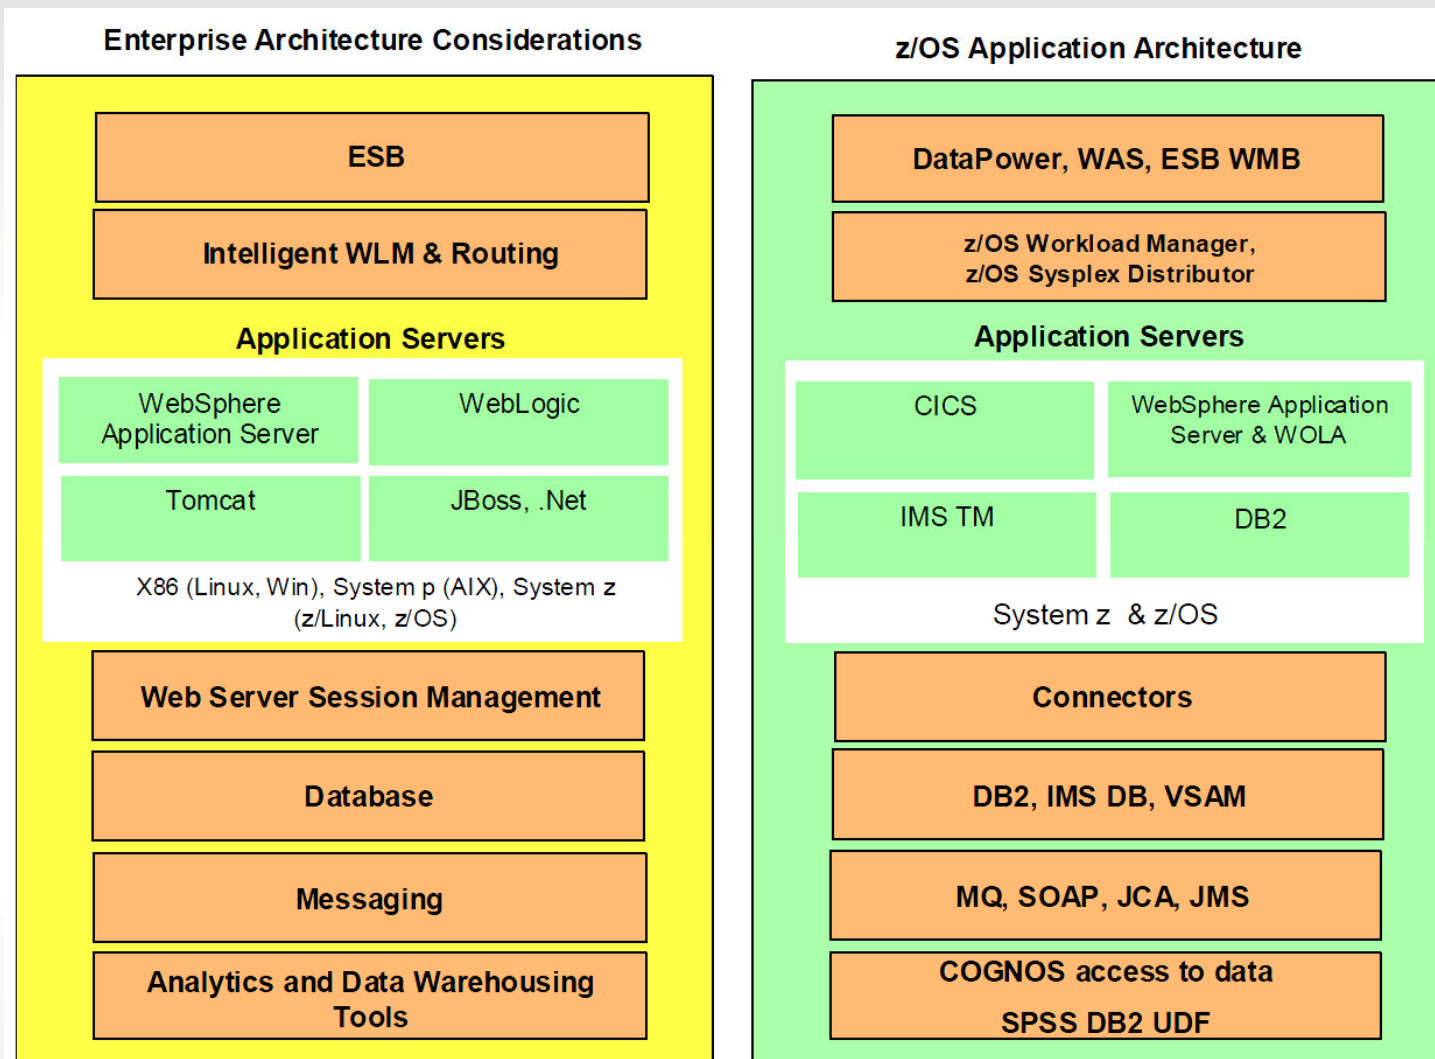 Enterprise Architecture Considerations
ESB
Intelligent WLM & Routing
Application Servers
WebSphere
Application Server
WebLogic
Tomcat
JBoss, .Net
X86 (Linux, Win), System p (AIX), System z
(z/Linux, z/OS)
Web Server Session Management
Database
Messaging
Analytics and Data Warehousing
Tools
z/OS Application Architecture
DataPower, WAS, ESB WMB
z/OS Workload Manager,
z/OS Sysplex Distributor
Application Servers
CICS
WebSphere Application
Server & WOLA
IMS TM
DB2
System z & z/OS
Connectors
DB2, IMS DB, VSAM
MQ, SOAP, JCA, JMS
COGNOS access to data
SPSS DB2 UDF